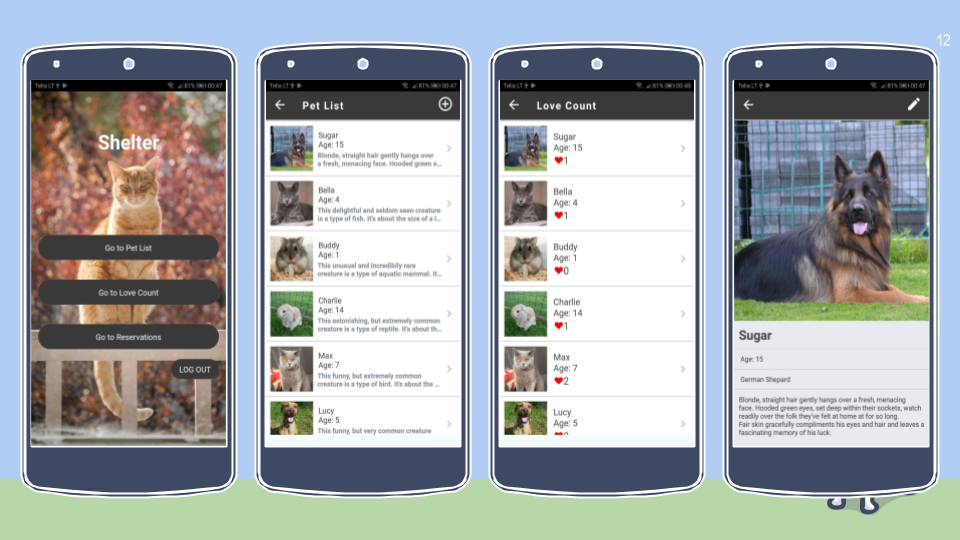 12
Telia LT 81% 00:47
Shelter
Go to Pet List
Go to Love Count
Go to Reservations
LOG OUT
Telia LT 81% 00:47
Pet List
Sugar
Age: 15
Blonde, straight hair gently hangs over
a fresh, menacing face. Hooded green e...
Bella
Age: 4
This delightful and seldom seen creature
is a type of fish. It's about the size of a l...
Buddy
Age: 1
This unusual and incredibily rare
creature is a type of aquatic mammal. It...
Charlie
Age: 14
This astonishing, but extremely common
creature is a type of reptile. It's about th...
Max
Age: 7
This funny, but extremely common
creature is a type of bird. It's about the ...
Lucy
Age: 5
This funny, but very common creature
Telia LT 81% 00:48
Love Count
Sugar
Age: 15
1
Bella
Age: 4
1
Buddy
Age: 1
0
Charlie
Age: 14
1
Max
Age: 7
2
Lucy
Age: 5
Telia LT 81% 00:47
Sugar
Age: 15
German Shepard
Blonde, straight hair gently hangs over a fresh, menacing
face. Hooded green eyes, set deep within their sockets, watch
readily over the folk they've felt at home at for so long.
Fair skin gracefully compliments his eyes and hair and leaves a
fascinating memory of his luck.